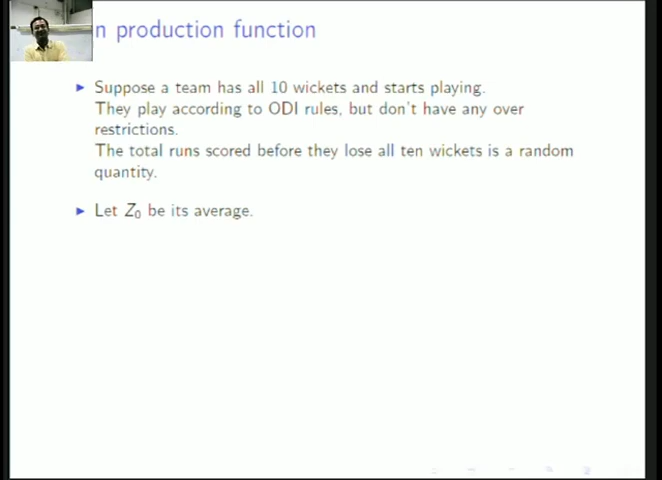 n production function
Suppose a team has all 10 wickets and starts playing.
They play according to ODI rules, but don't have any over
restrictions.
The total runs scored before they lose all ten wickets is a random
quantity.
Let Z₀ be its average.